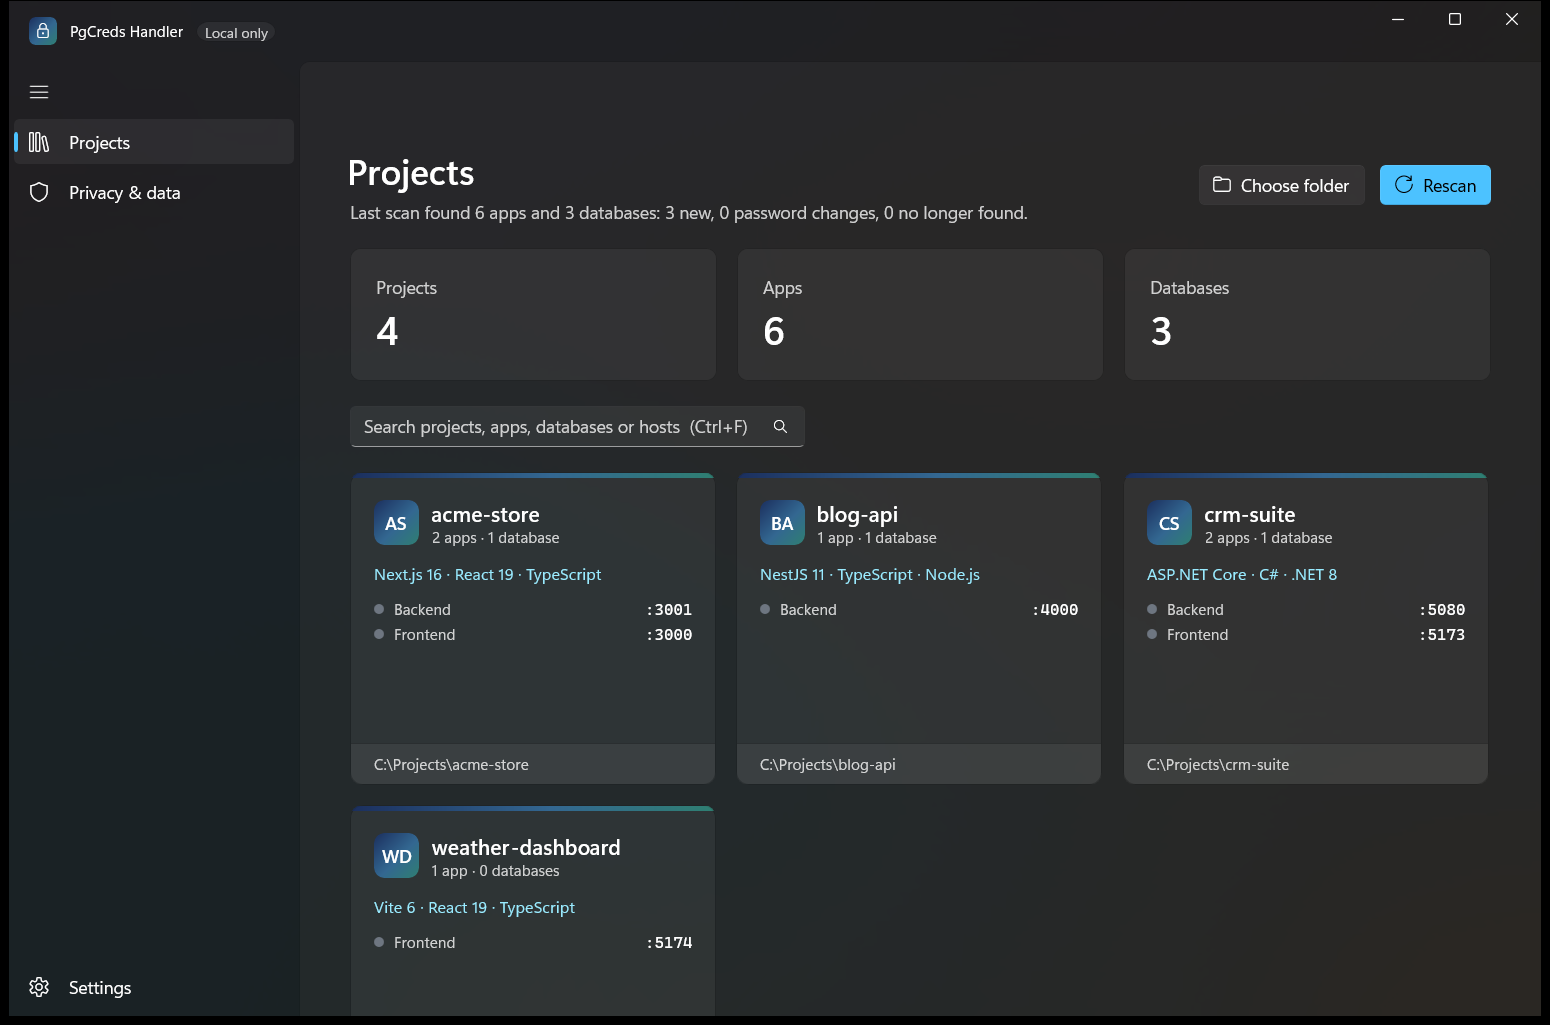 PgCreds Handler
Local only
Projects
Privacy & data
Settings
Projects
Last scan found 6 apps and 3 databases: 3 new, 0 password changes, 0 no longer found.
Choose folder
Rescan
Projects
4
Apps
6
Databases
3
Search projects, apps, databases or hosts (Ctrl+F)
AS
acme-store
2 apps · 1 database
Next.js 16 · React 19 · TypeScript
Backend :3001
Frontend :3000
C:\Projects\acme-store
BA
blog-api
1 app · 1 database
NestJS 11 · TypeScript · Node.js
Backend :4000
C:\Projects\blog-api
CS
crm-suite
2 apps · 1 database
ASP.NET Core · C# · .NET 8
Backend :5080
Frontend :5173
C:\Projects\crm-suite
WD
weather-dashboard
1 app · 0 databases
Vite 6 · React 19 · TypeScript
Frontend :5174